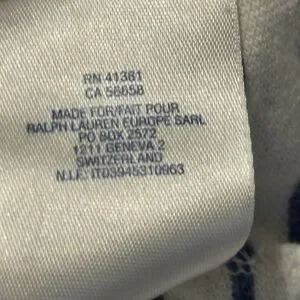 RN 41381
CA 56658
MADE FOR/FAIT POUR
RALPH LAUREN EUROPE SARL
PO BOX 2572
1211 GENEVA 2
SWITZERLAND
N.I.F.: IT03945310963